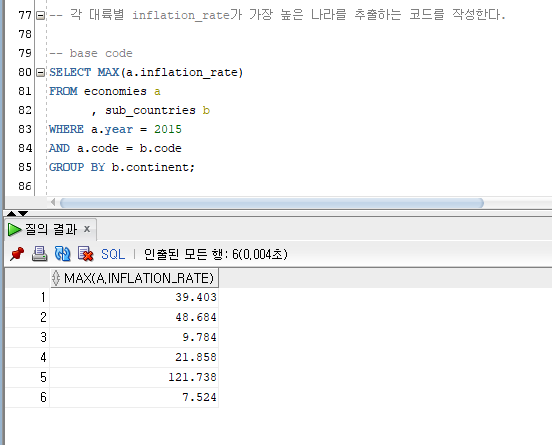 77 -- 각 대륙별 inflation_rate가 가장 높은 나라를 추출하는 코드를 작성한다.
78
79 -- base code
80 SELECT MAX(a.inflation_rate)
81 FROM economies a
82 , sub_countries b
83 WHERE a.year = 2015
84 AND a.code = b.code
85 GROUP BY b.continent;
86
질의 결과 x
SQL | 인출된 모든 행: 6(0,004초)
MAX(A,INFLATION_RATE)
1 39.403
2 48.684
3 9.784
4 21.858
5 121.738
6 7.524